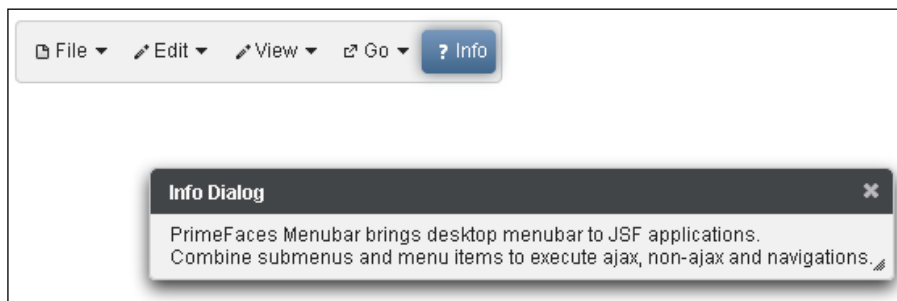 File Edit View Go ? Info
Info Dialog
PrimeFaces Menubar brings desktop menubar to JSF applications.
Combine submenus and menu items to execute ajax, non-ajax and navigations.